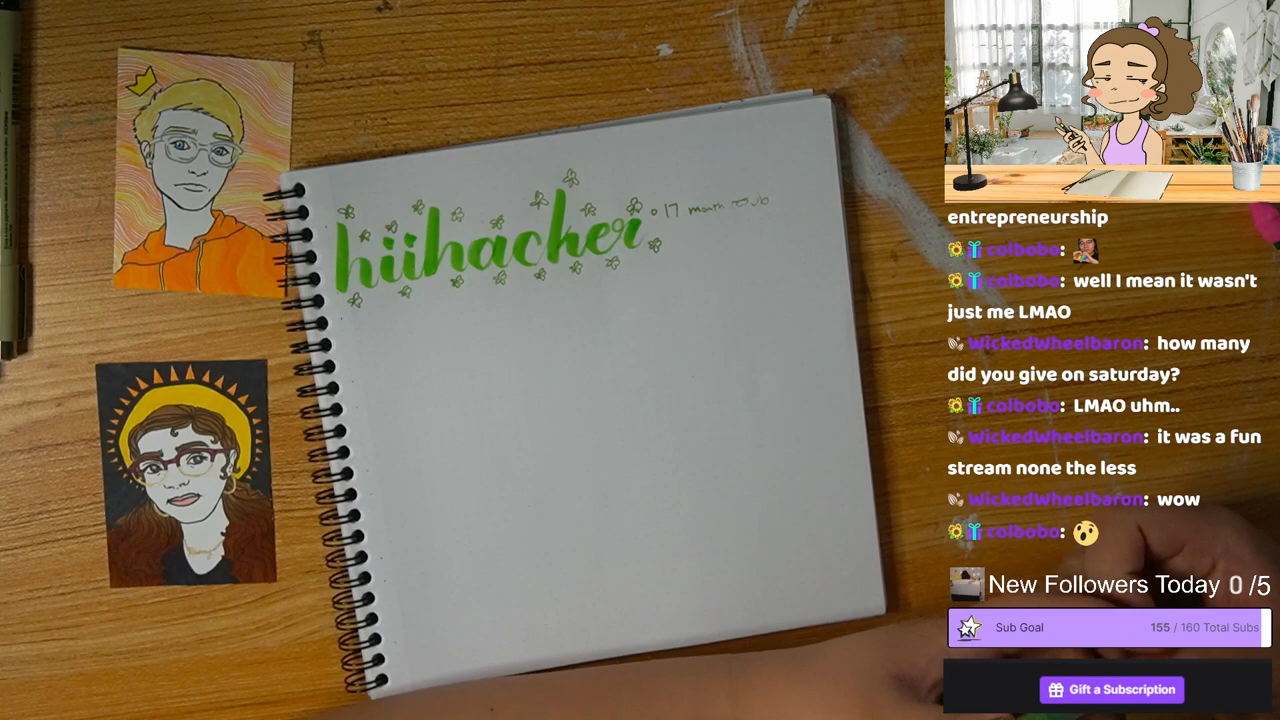 hiihacker
17 month sub
entrepreneurship
colbobo:
colbobo: well I mean it wasn't
just me LMAO
WickedWheelbaron: how many
did you give on saturday?
colbobo: LMAO uhm..
WickedWheelbaron: it was a fun
stream none the less
WickedWheelbaron: wow
colbobo:
New Followers Today 0 /5
Sub Goal 155 / 160 Total Subs
Gift a Subscription